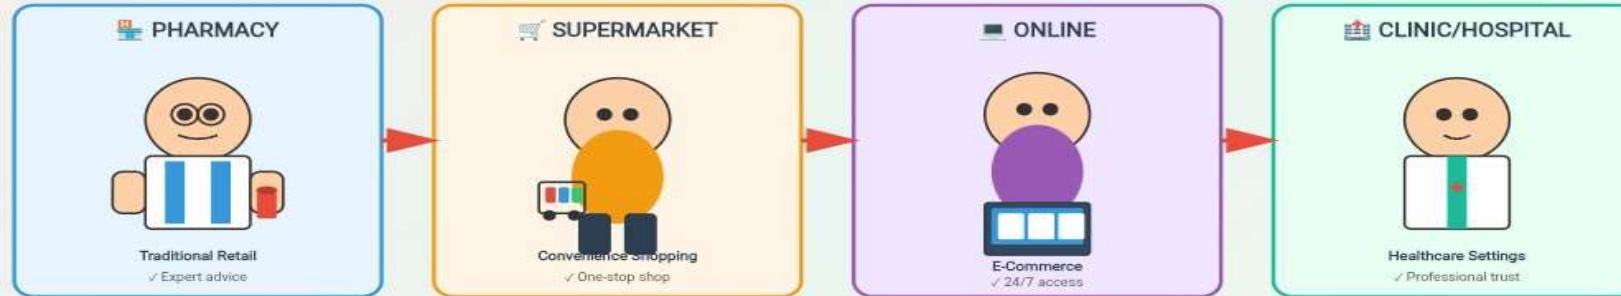 PHARMACY
Traditional Retail
✓ Expert advice
SUPERMARKET
Convenience Shopping
✓ One-stop shop
ONLINE
E-Commerce
✓ 24/7 access
CLINIC/HOSPITAL
Healthcare Settings
✓ Professional trust